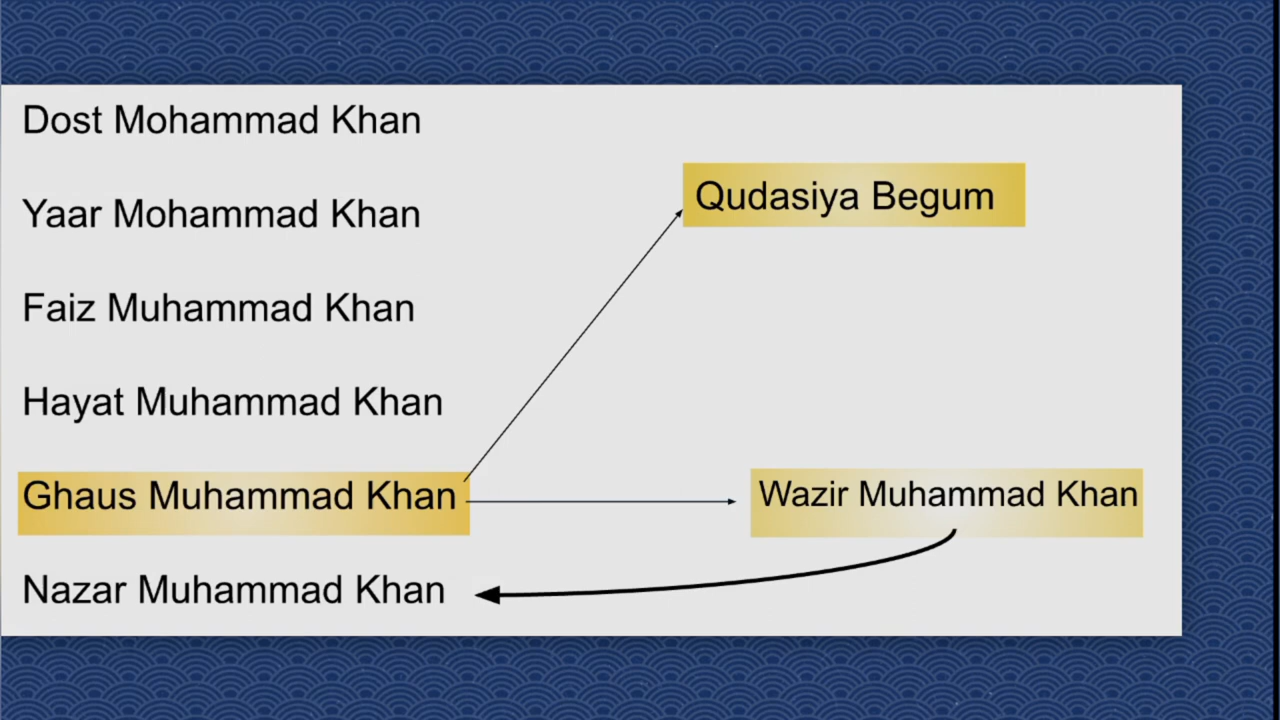 Dost Mohammad Khan
Yaar Mohammad Khan
Faiz Muhammad Khan
Hayat Muhammad Khan
Ghaus Muhammad Khan
Nazar Muhammad Khan
Qudasiya Begum
Wazir Muhammad Khan